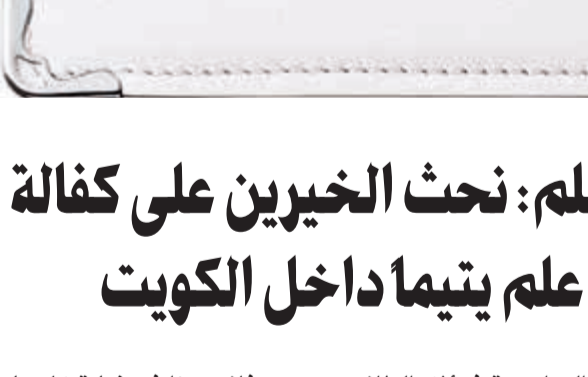 لم: نحث الخيرين على كفالة
علم يتيماً داخل الكويت